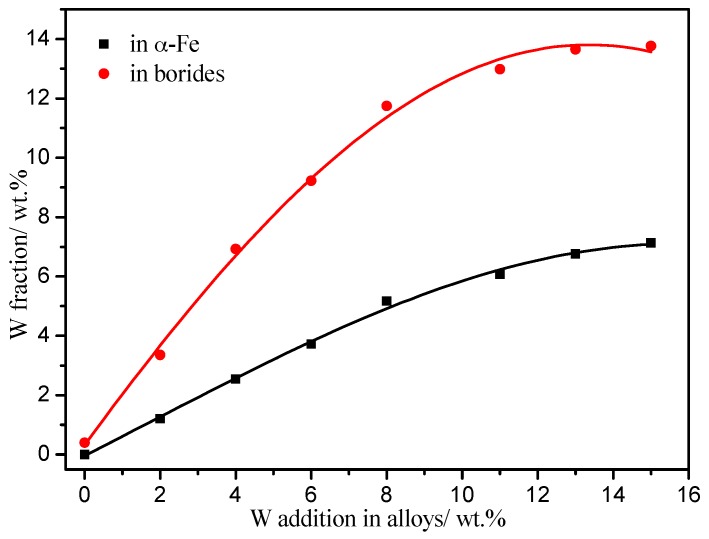 in α-Fe
in borides
W fraction/ wt.%
14
12
10
8
6
4
2
0
0 2 4 6 8 10 12 14 16
W addition in alloys/ wt.%